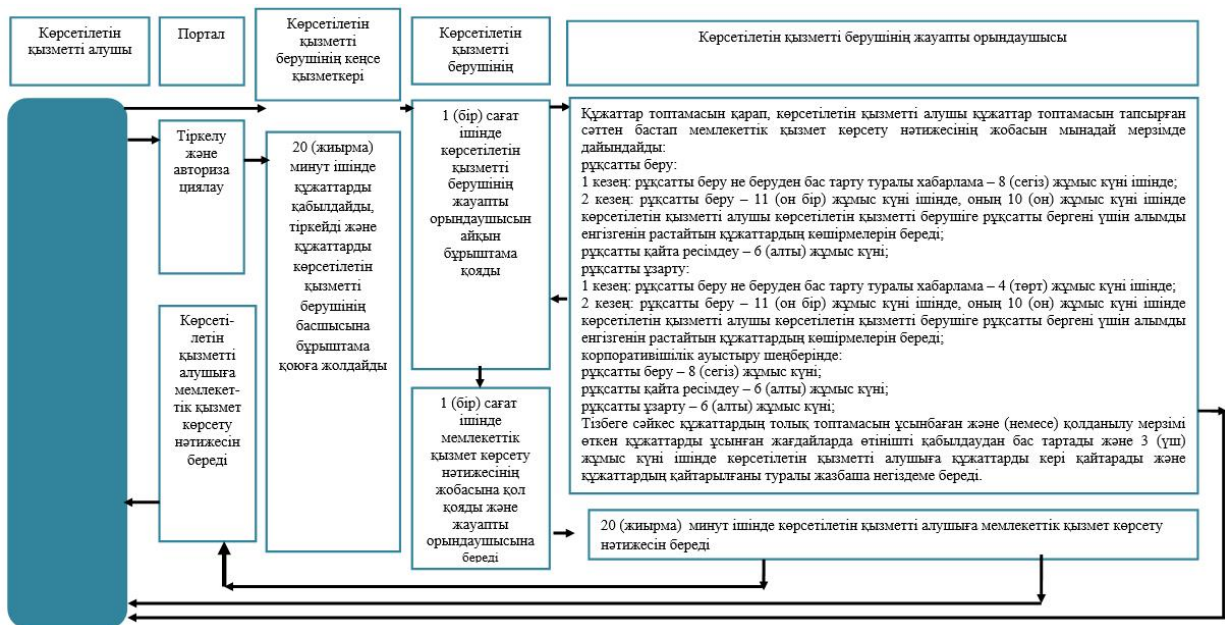 Көрсетілетін
қызметті алушы
Портал
Көрсетілетін
қызметті
берушінің кеңсе
қызметкері
Көрсетілетін
қызметті
берушінің
Көрсетілетін қызметті берушінің жауапты орындаушысы
Тіркелу
және
авториза
циялау
20 (жиырма)
минут ішінде
құжаттарды
қабылдайды,
тіркейді және
құжаттарды
көрсетілетін
қызметті
берушінің
басшысына
бұрыштама
қоюға жолдайды
1 (бір) сағат
ішінде
көрсетілетін
қызметті
берушінің
жауапты
орындаушысын
айқын
бұрыштама
қояды
Құжаттар топтамасын қарап, көрсетілетін қызметті алушы құжаттар топтамасын тапсырған
сәттен бастап мемлекеттік қызмет көрсету нәтижесінің жобасын мынадай мерзімде
дайындайды:
рұқсатты беру:
1 кезең: рұқсатты беру не беруден бас тарту туралы хабарлама – 8 (сегіз) жұмыс күні ішінде;
2 кезең: рұқсатты беру – 11 (он бір) жұмыс күні ішінде, оның 10 (он) жұмыс күні ішінде
көрсетілетін қызметті алушы көрсетілетін қызметті берушіге рұқсатты бергені үшін алымды
енгізгенін растайтын құжаттардың көшірмелерін береді;
рұқсатты қайта ресімдеу – 6 (алты) жұмыс күні;
рұқсатты ұзарту:
1 кезең: рұқсатты беру не беруден бас тарту туралы хабарлама – 4 (төрт) жұмыс күні ішінде;
2 кезең: рұқсатты беру – 11 (он бір) жұмыс күні ішінде, оның 10 (он) жұмыс күні ішінде
көрсетілетін қызметті алушы көрсетілетін қызметті берушіге рұқсатты бергені үшін алымды
енгізгенін растайтын құжаттардың көшірмелерін береді;
корпоративішілік ауыстыру шеңберінде:
рұқсатты беру – 8 (сегіз) жұмыс күні;
рұқсатты қайта ресімдеу – 6 (алты) жұмыс күні;
рұқсатты ұзарту – 6 (алты) жұмыс күні;
Тізбеге сәйкес құжаттардың толық топтамасын ұсынбаған және (немесе) қолданылу мерзімі
өткен құжаттарды ұсынған жағдайларда өтінішті қабылдаудан бас тартады және 3 (үш)
жұмыс күні ішінде көрсетілетін қызметті алушыға құжаттарды кері қайтарады және
құжаттардың қайтарылғаны туралы жазбаша негіздеме береді.
Көрсеті-
летін
қызметті
алушыға
мемлекет-
тік қызмет
көрсету
нәтижесін
береді
1 (бір) сағат
ішінде
мемлекеттік
қызмет көрсету
нәтижесінің
жобасына қол
қояды және
жауапты
орындаушысына
береді
20 (жиырма) минут ішінде көрсетілетін қызметті алушыға мемлекеттік қызмет көрсету
нәтижесін береді